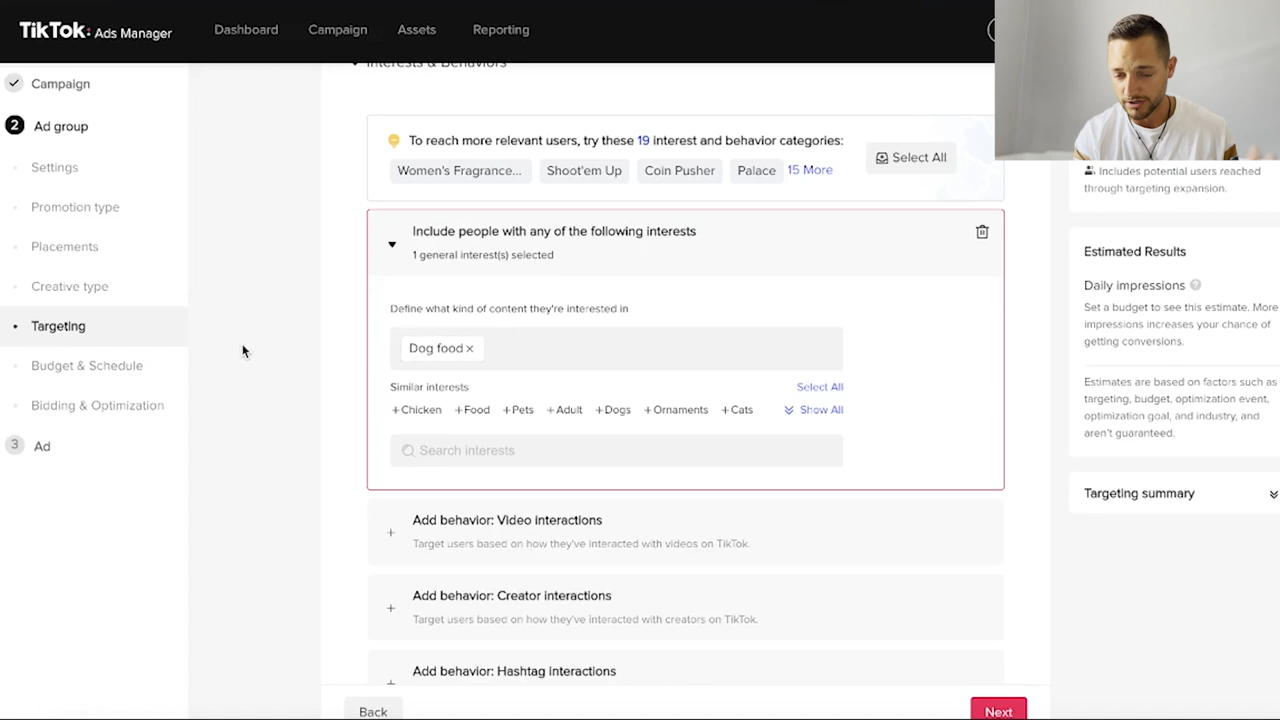 TikTok: Ads Manager
Dashboard
Campaign
Assets
Reporting
Campaign
2 Ad group
Settings
Promotion type
Placements
Creative type
Targeting
Budget & Schedule
Bidding & Optimization
3 Ad
Interests & Behaviors
To reach more relevant users, try these 19 interest and behavior categories:
Women's Fragrance...
Shoot'em Up
Coin Pusher
Palace
15 More
Select All
Include people with any of the following interests
1 general interest(s) selected
Define what kind of content they're interested in
Dog food ×
Similar interests
Select All
+Chicken +Food +Pets +Adult +Dogs +Ornaments +Cats
Show All
Search interests
+ Add behavior: Video interactions
Target users based on how they've interacted with videos on TikTok.
+ Add behavior: Creator interactions
Target users based on how they've interacted with creators on TikTok.
+ Add behavior: Hashtag interactions
Back
Next
Includes potential users reached
through targeting expansion.
Estimated Results
Daily impressions ?
Set a budget to see this estimate. More
impressions increases your chance of
getting conversions.
Estimates are based on factors such as
targeting, budget, optimization event,
optimization goal, and industry, and
aren't guaranteed.
Targeting summary